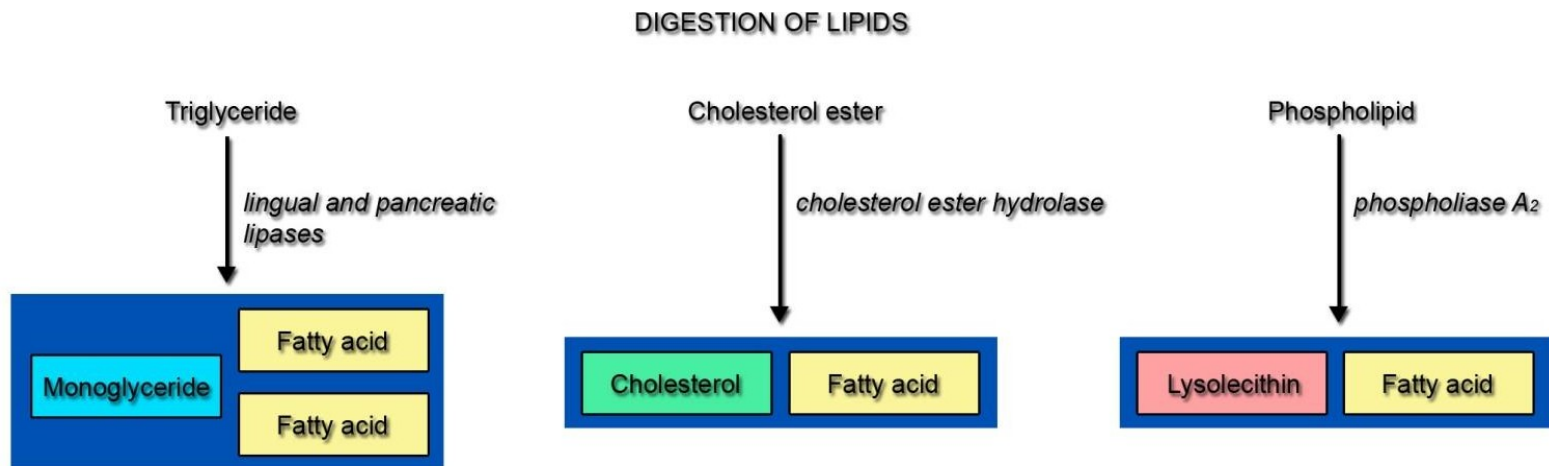 DIGESTION OF LIPIDS
Triglyceride
lingual and pancreatic
lipases
Monoglyceride
Fatty acid
Fatty acid
Cholesterol ester
cholesterol ester hydrolase
Cholesterol
Fatty acid
Phospholipid
phospholiase A₂
Lysolecithin
Fatty acid